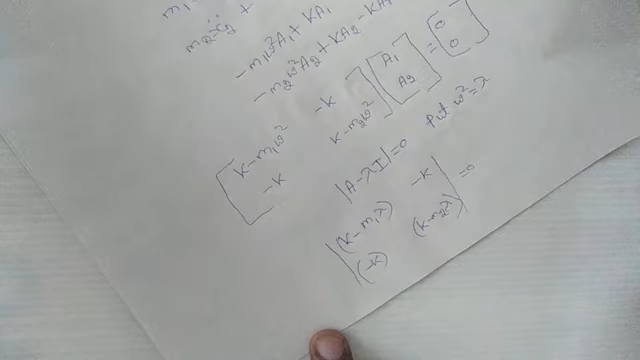 m₁
m₂ẍ₂ +
-m₁ω²A₁ + KA₁
-m₂ω²A₂ + KA₂ - KA₁
[K-m₁ω² -K
-K K-m₂ω²] [A₁
A₂] = [0
0]
|A-λI| = 0 Put ω²=λ
|(K-m₁λ) -K
(-K) (K-m₂λ)| = 0